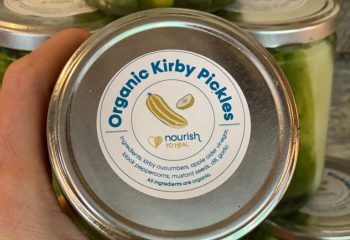 Organic Kirby Pickles
nourish
TO HEAL
Ingredients: kirby cucumbers, apple cider vinegar,
black peppercorns, mustard seeds, dill, garlic
All ingredients are organic.